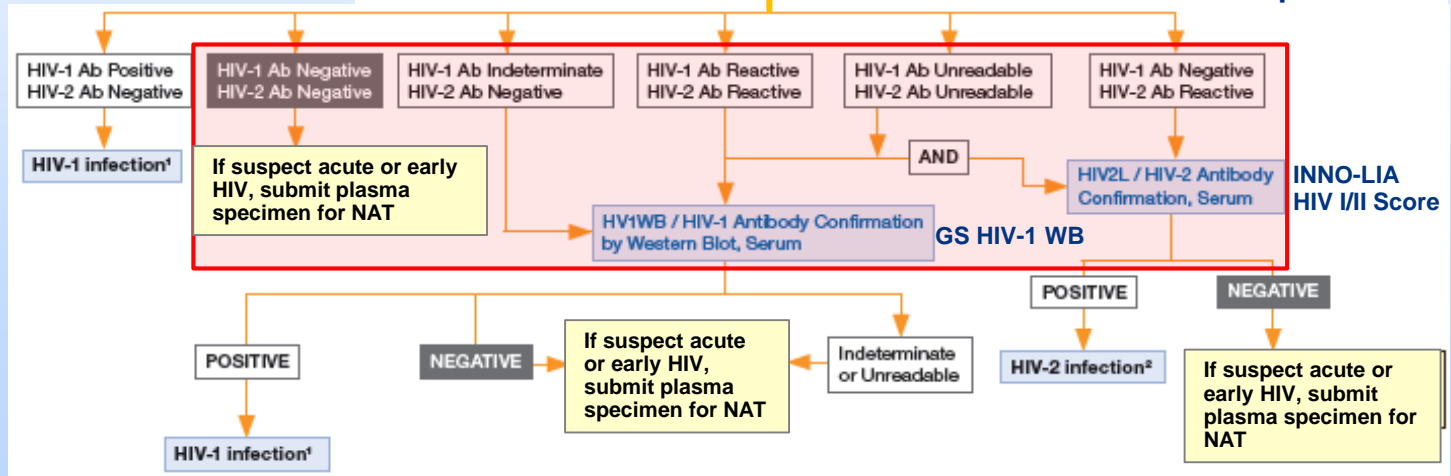 HIV-1 Ab Positive
HIV-2 Ab Negative
HIV-1 Ab Negative
HIV-2 Ab Negative
HIV-1 Ab Indeterminate
HIV-2 Ab Negative
HIV-1 Ab Reactive
HIV-2 Ab Reactive
HIV-1 Ab Unreadable
HIV-2 Ab Unreadable
HIV-1 Ab Negative
HIV-2 Ab Reactive
HIV-1 infection¹
If suspect acute or early
HIV, submit plasma
specimen for NAT
AND
HIV2L / HIV-2 Antibody
Confirmation, Serum
INNO-LIA
HIV I/II Score
HV1WB / HIV-1 Antibody Confirmation
by Western Blot, Serum
GS HIV-1 WB
POSITIVE
NEGATIVE
POSITIVE
NEGATIVE
If suspect acute
or early HIV,
submit plasma
specimen for NAT
Indeterminate
or Unreadable
HIV-2 infection²
If suspect acute or
early HIV, submit
plasma specimen for
NAT
HIV-1 infection¹